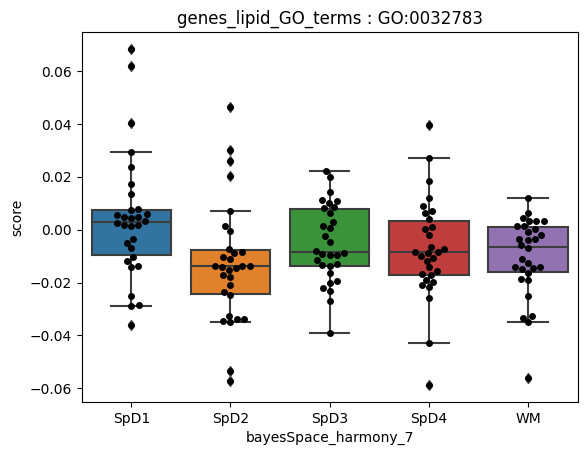 genes_lipid_GO_terms : GO:0032783
score
0.06
0.04
0.02
0.00
−0.02
−0.04
−0.06
SpD1 SpD2 SpD3 SpD4 WM
bayesSpace_harmony_7